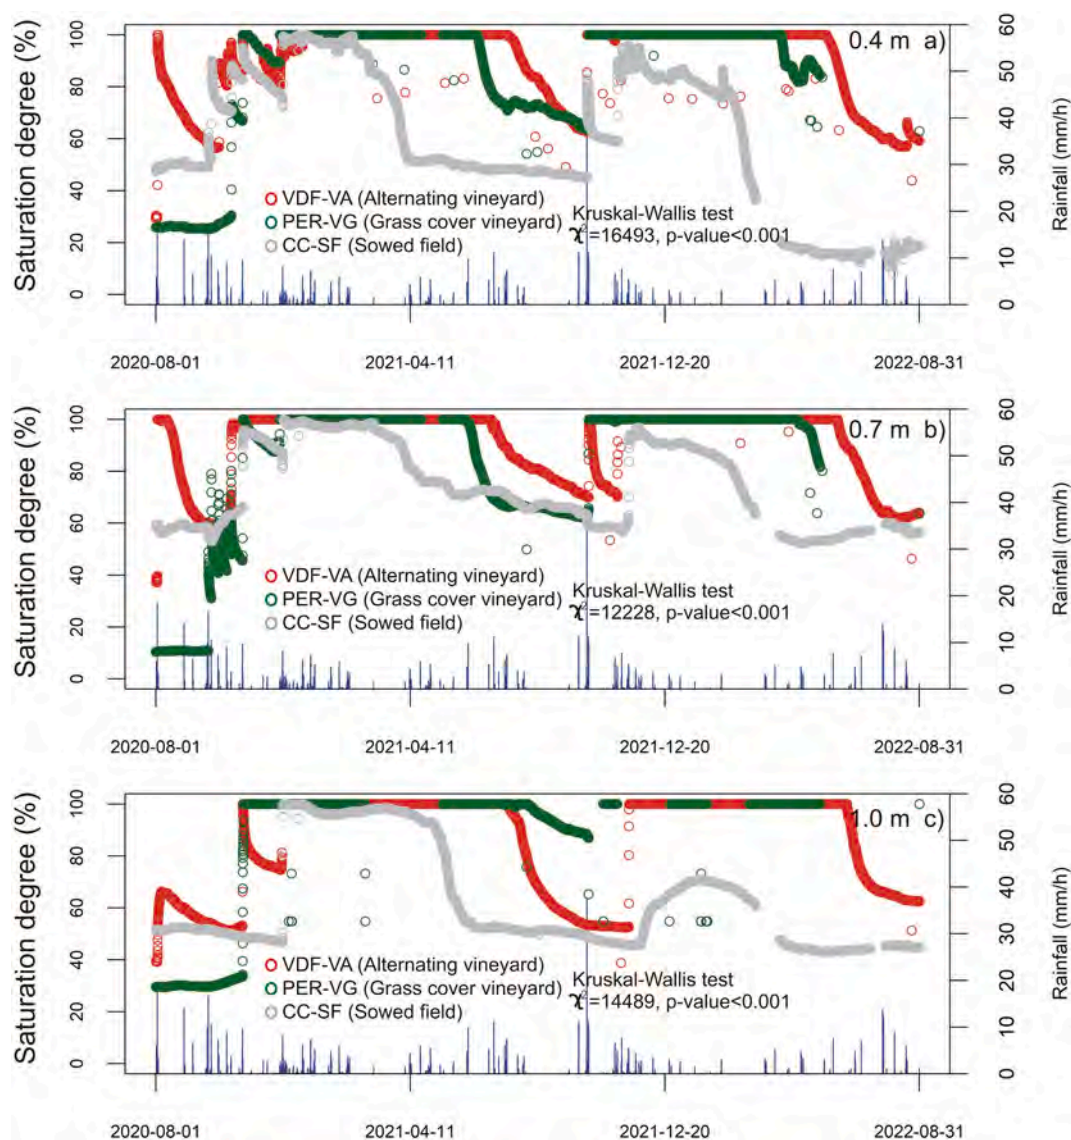 0.4 m a)
Saturation degree (%)
0 20 40 60 80 100
0 10 20 30 40 50 60
Rainfall (mm/h)
VDF-VA (Alternating vineyard)
PER-VG (Grass cover vineyard)
CC-SF (Sowed field)
Kruskal-Wallis test
χ²=16493, p-value<0.001
2020-08-01 2021-04-11 2021-12-20 2022-08-31
0.7 m b)
Saturation degree (%)
0 20 40 60 80 100
0 10 20 30 40 50 60
Rainfall (mm/h)
VDF-VA (Alternating vineyard)
PER-VG (Grass cover vineyard)
CC-SF (Sowed field)
Kruskal-Wallis test
χ²=12228, p-value<0.001
2020-08-01 2021-04-11 2021-12-20 2022-08-31
1.0 m c)
Saturation degree (%)
0 20 40 60 80 100
0 10 20 30 40 50 60
Rainfall (mm/h)
VDF-VA (Alternating vineyard)
PER-VG (Grass cover vineyard)
CC-SF (Sowed field)
Kruskal-Wallis test
χ²=14489, p-value<0.001
2020-08-01 2021-04-11 2021-12-20 2022-08-31